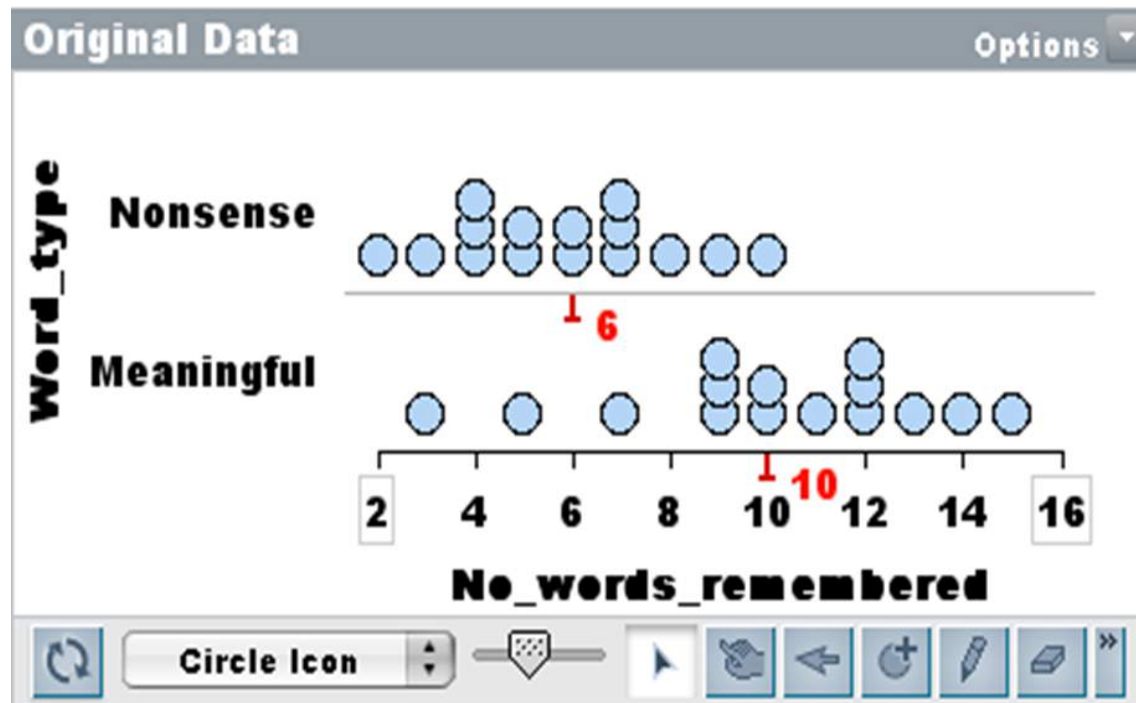 Original Data
Options
Word_type
Nonsense
6
Meaningful
10
2 4 6 8 10 12 14 16
No_words_remembered
Circle Icon
»